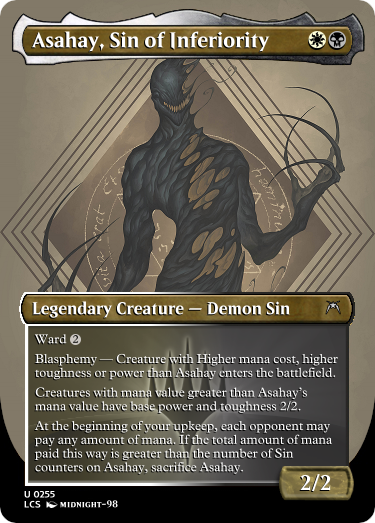 Asahay, Sin of Inferiority
Legendary Creature — Demon Sin
Ward 2
Blasphemy — Creature with Higher mana cost, higher
toughness or power than Asahay enters the battlefield.
Creatures with mana value greater than Asahay's
mana value have base power and toughness 2/2.
At the beginning of your upkeep, each opponent may
pay any amount of mana. If the total amount of mana
paid this way is greater than the number of Sin
counters on Asahay, sacrifice Asahay.
2/2
U 0255
LCS MIDNIGHT-98